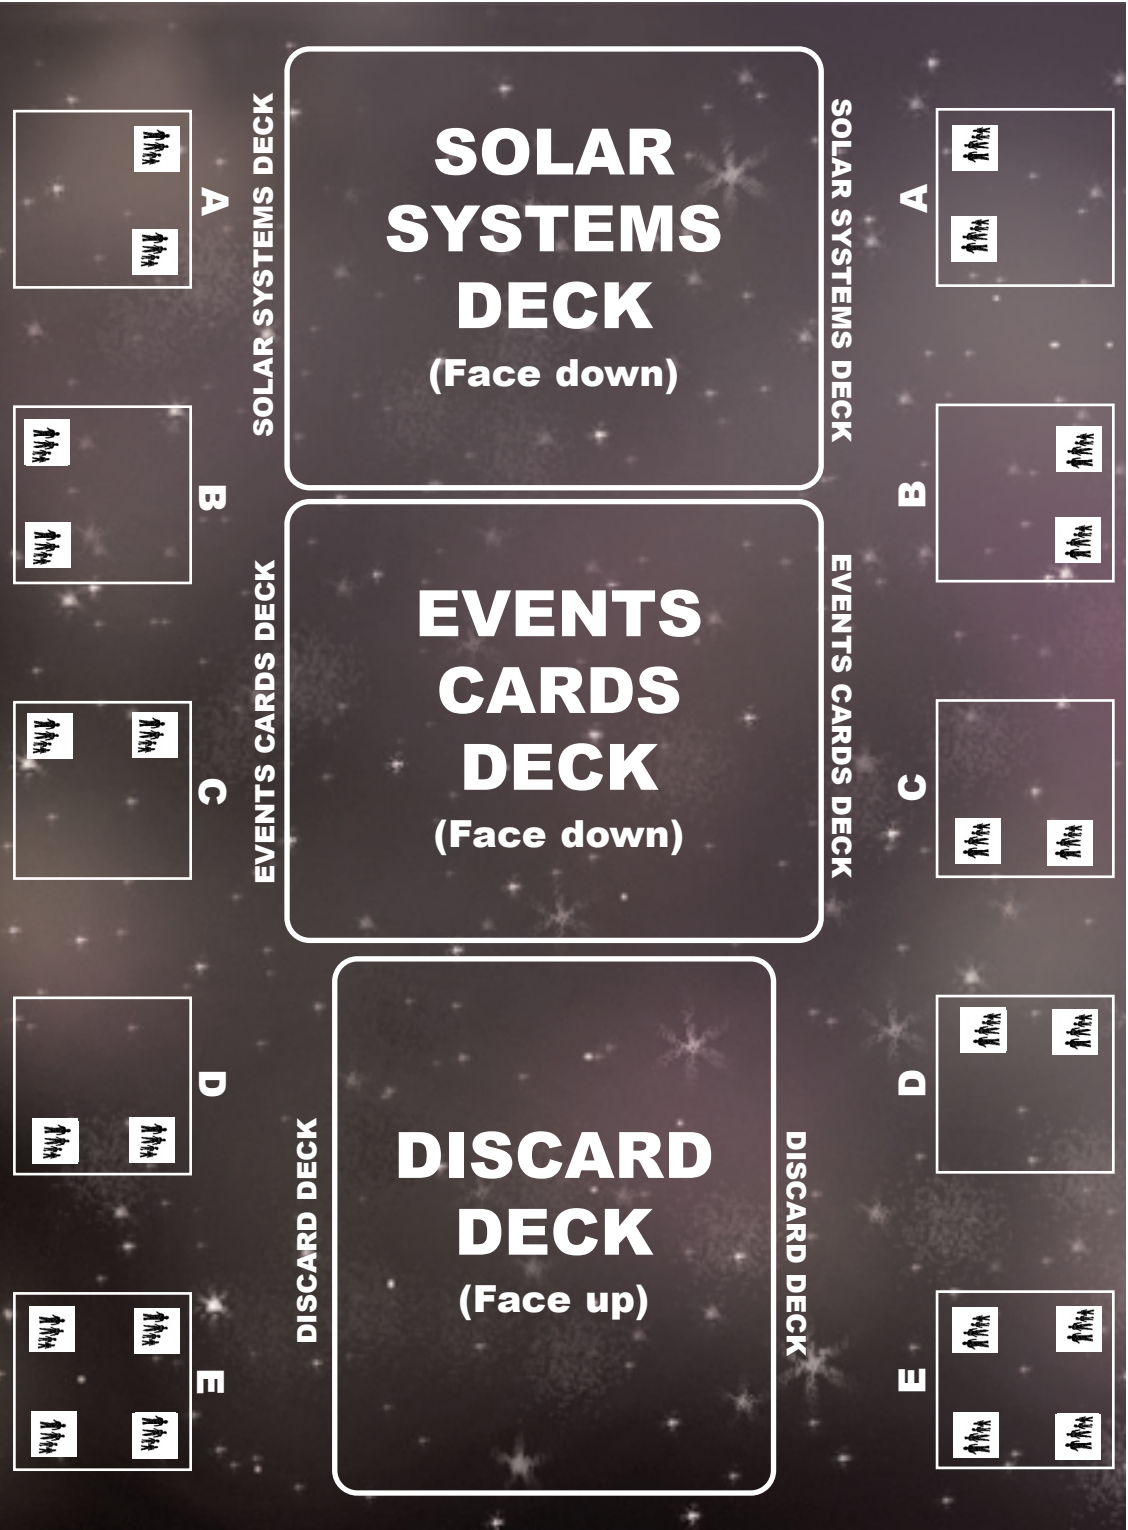 SOLAR
SYSTEMS
DECK
(Face down)
SOLAR SYSTEMS DECK
SOLAR SYSTEMS DECK
EVENTS
CARDS
DECK
(Face down)
EVENTS CARDS DECK
EVENTS CARDS DECK
DISCARD
DECK
(Face up)
DISCARD DECK
DISCARD DECK
A
B
C
D
E
A
B
C
D
E